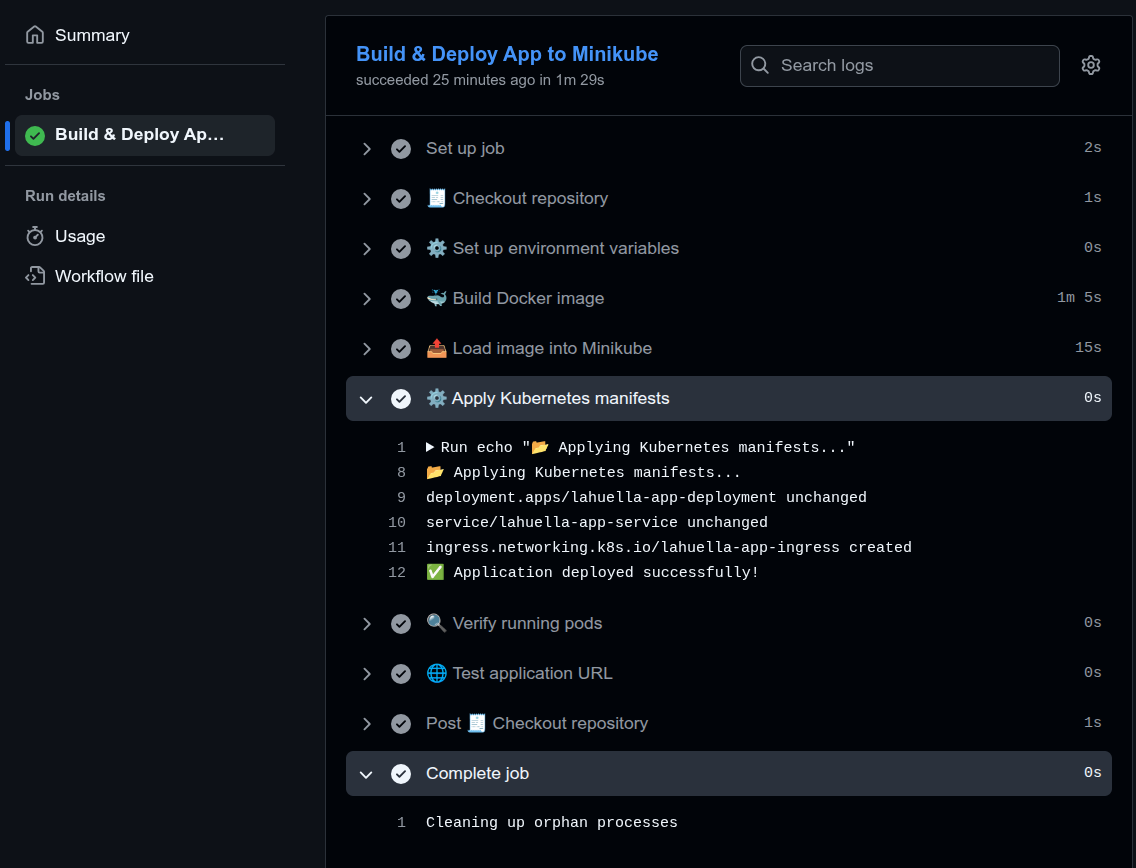 Summary
Jobs
Build & Deploy Ap...
Run details
Usage
Workflow file
Build & Deploy App to Minikube
succeeded 25 minutes ago in 1m 29s
Search logs
Set up job 2s
🧾 Checkout repository 1s
⚙️ Set up environment variables 0s
🐳 Build Docker image 1m 5s
📤 Load image into Minikube 15s
⚙️ Apply Kubernetes manifests 0s
1 ▶ Run echo "📂 Applying Kubernetes manifests..."
8 📂 Applying Kubernetes manifests...
9 deployment.apps/lahuella-app-deployment unchanged
10 service/lahuella-app-service unchanged
11 ingress.networking.k8s.io/lahuella-app-ingress created
12 ✅ Application deployed successfully!
🔍 Verify running pods 0s
🌐 Test application URL 0s
Post 🧾 Checkout repository 1s
Complete job 0s
1 Cleaning up orphan processes